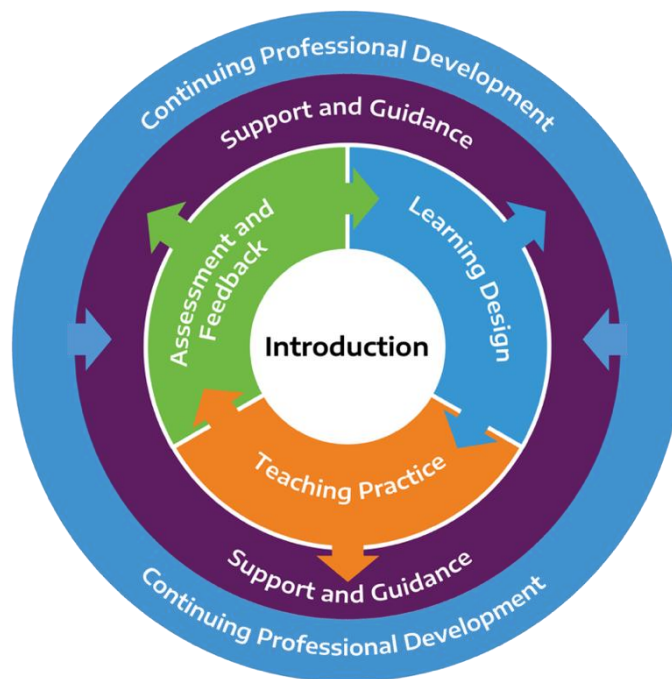 Continuing Professional Development
Support and Guidance
Assessment and
Feedback
Learning Design
Introduction
Teaching Practice
Support and Guidance
Continuing Professional Development